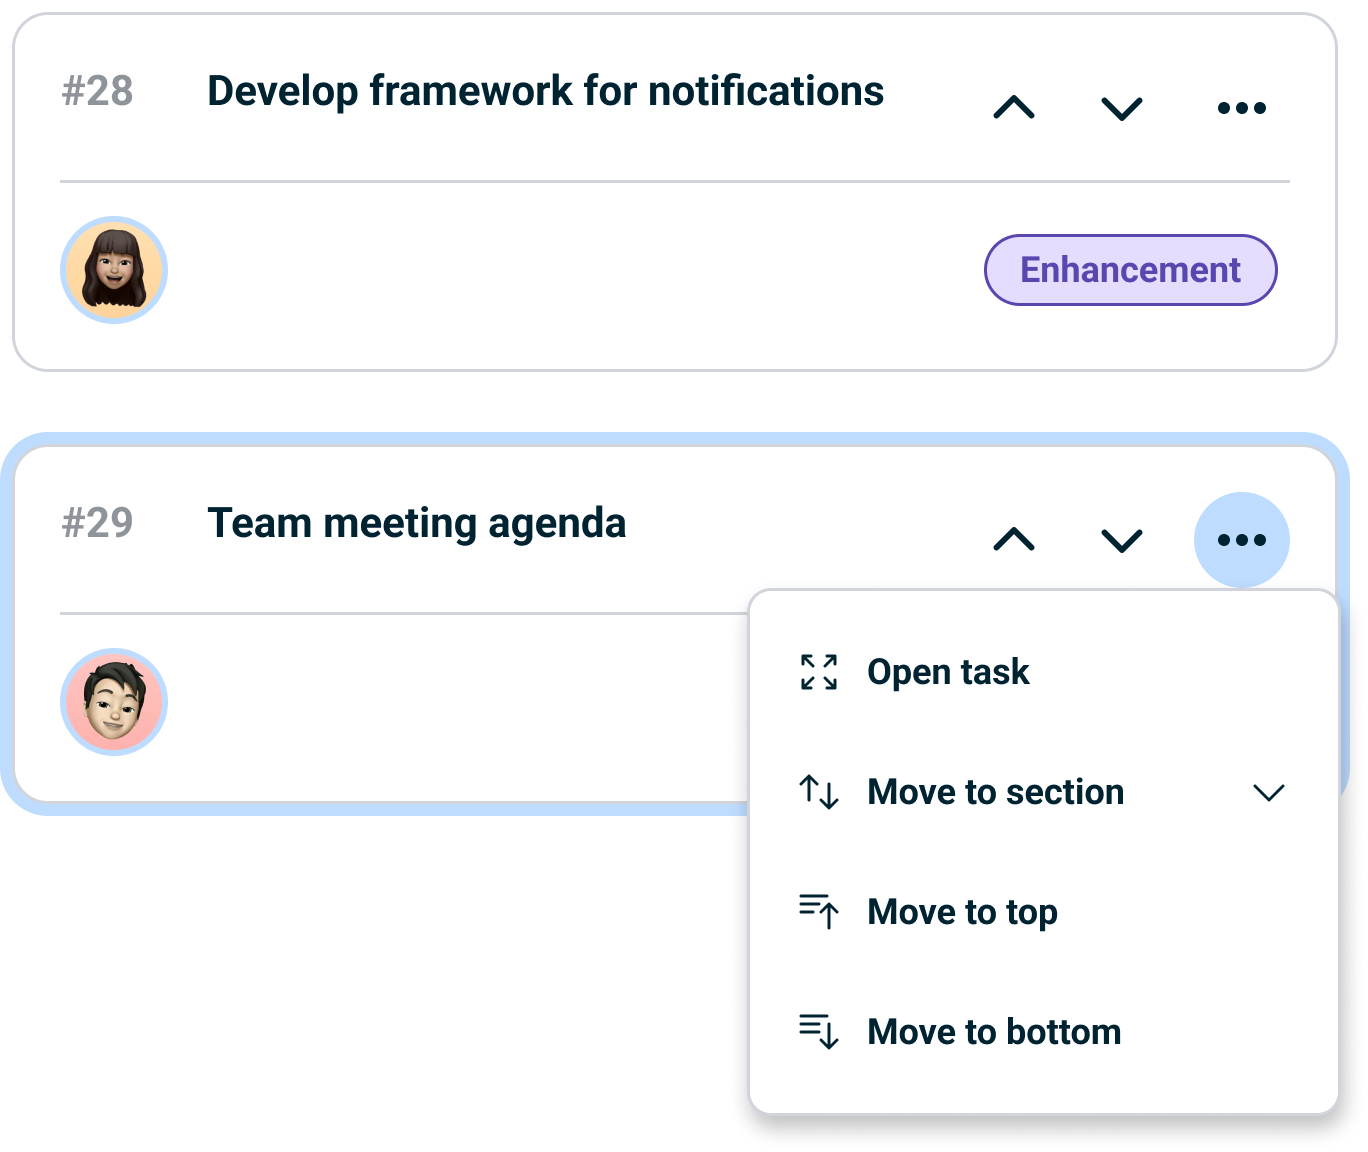 #28 Develop framework for notifications
Enhancement
#29 Team meeting agenda
Open task
Move to section
Move to top
Move to bottom